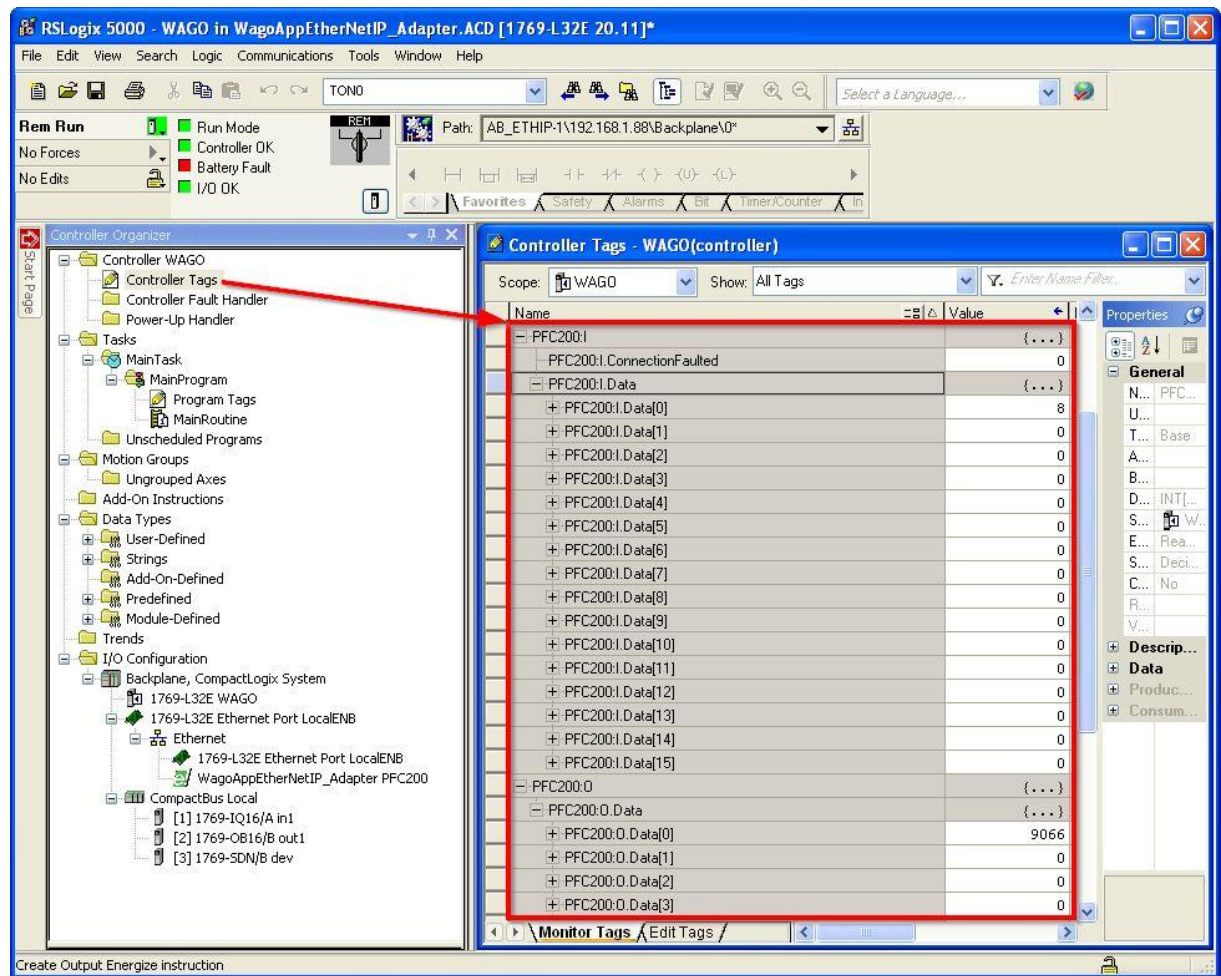 RSLogix 5000 - WAGO in WagoAppEtherNetIP_Adapter.ACD [1769-L32E 20.11]*
File Edit View Search Logic Communications Tools Window Help
TON0
Select a Language...
Rem Run
No Forces
No Edits
Run Mode
Controller OK
Battery Fault
I/O OK
REM
Path: AB_ETHIP-1\192.168.1.88\Backplane\0*
Favorites Safety Alarms Bit Timer/Counter In
Start Page
Controller Organizer
Controller WAGO
Controller Tags
Controller Fault Handler
Power-Up Handler
Tasks
MainTask
MainProgram
Program Tags
MainRoutine
Unscheduled Programs
Motion Groups
Ungrouped Axes
Add-On Instructions
Data Types
User-Defined
Strings
Add-On-Defined
Predefined
Module-Defined
Trends
I/O Configuration
Backplane, CompactLogix System
1769-L32E WAGO
1769-L32E Ethernet Port LocalENB
Ethernet
1769-L32E Ethernet Port LocalENB
WagoAppEtherNetIP_Adapter PFC200
CompactBus Local
[1] 1769-IQ16/A in1
[2] 1769-OB16/B out1
[3] 1769-SDN/B dev
Controller Tags - WAGO(controller)
Scope: WAGO Show: All Tags Enter Name Filter...
Name Value
PFC200:I {...}
PFC200:I.ConnectionFaulted 0
PFC200:I.Data {...}
PFC200:I.Data[0] 8
PFC200:I.Data[1] 0
PFC200:I.Data[2] 0
PFC200:I.Data[3] 0
PFC200:I.Data[4] 0
PFC200:I.Data[5] 0
PFC200:I.Data[6] 0
PFC200:I.Data[7] 0
PFC200:I.Data[8] 0
PFC200:I.Data[9] 0
PFC200:I.Data[10] 0
PFC200:I.Data[11] 0
PFC200:I.Data[12] 0
PFC200:I.Data[13] 0
PFC200:I.Data[14] 0
PFC200:I.Data[15] 0
PFC200:O {...}
PFC200:O.Data {...}
PFC200:O.Data[0] 9066
PFC200:O.Data[1] 0
PFC200:O.Data[2] 0
PFC200:O.Data[3] 0
Monitor Tags Edit Tags
Properties
General
N... PFC...
U...
T... Base
A...
B...
D... INT[...
S... W...
E... Rea...
S... Deci...
C... No
R...
V...
Descrip...
Data
Produc...
Consum...
Create Output Energize instruction